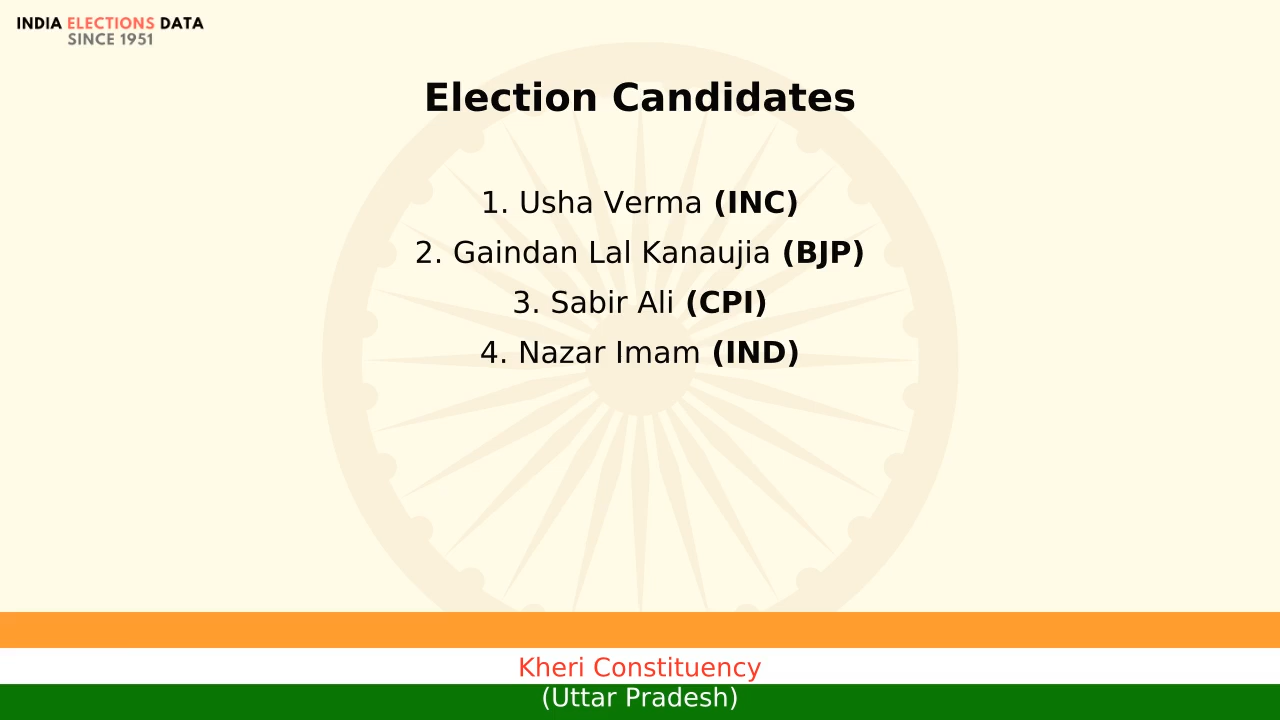 INDIA ELECTIONS DATA
SINCE 1951
Election Candidates
1. Usha Verma (INC)
2. Gaindan Lal Kanaujia (BJP)
3. Sabir Ali (CPI)
4. Nazar Imam (IND)
Kheri Constituency
(Uttar Pradesh)